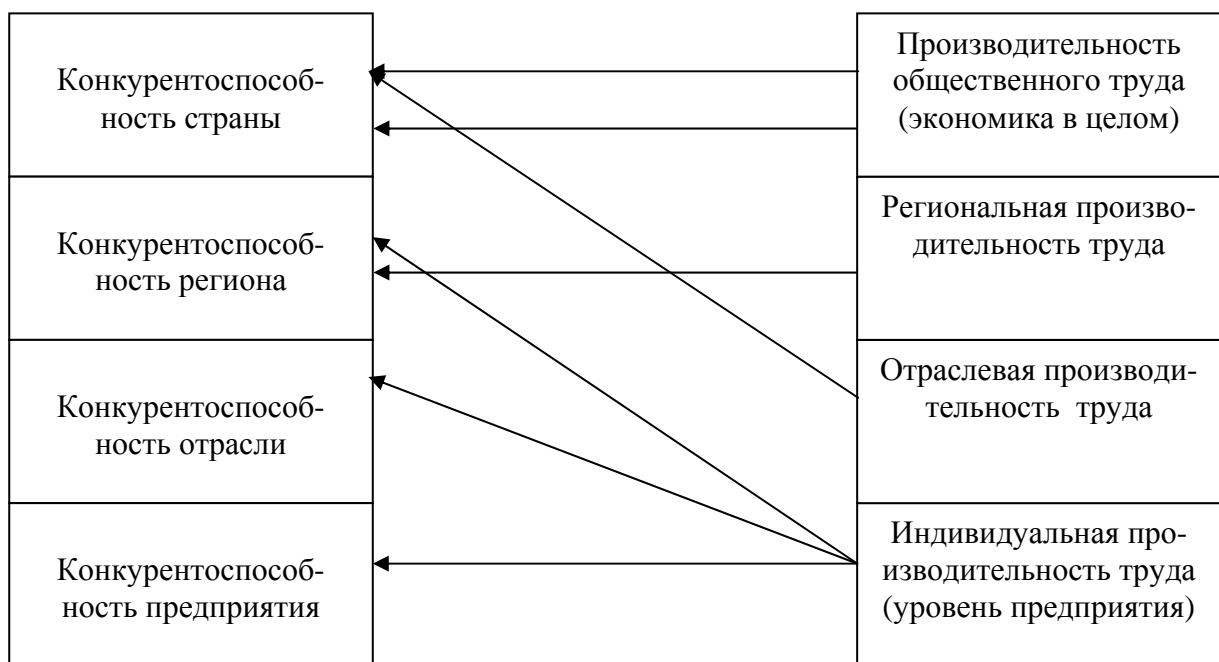 Конкурентоспособ-
ность страны
Конкурентоспособ-
ность региона
Конкурентоспособ-
ность отрасли
Конкурентоспособ-
ность предприятия
Производительность
общественного труда
(экономика в целом)
Региональная произво-
дительность труда
Отраслевая производи-
тельность труда
Индивидуальная про-
изводительность труда
(уровень предприятия)